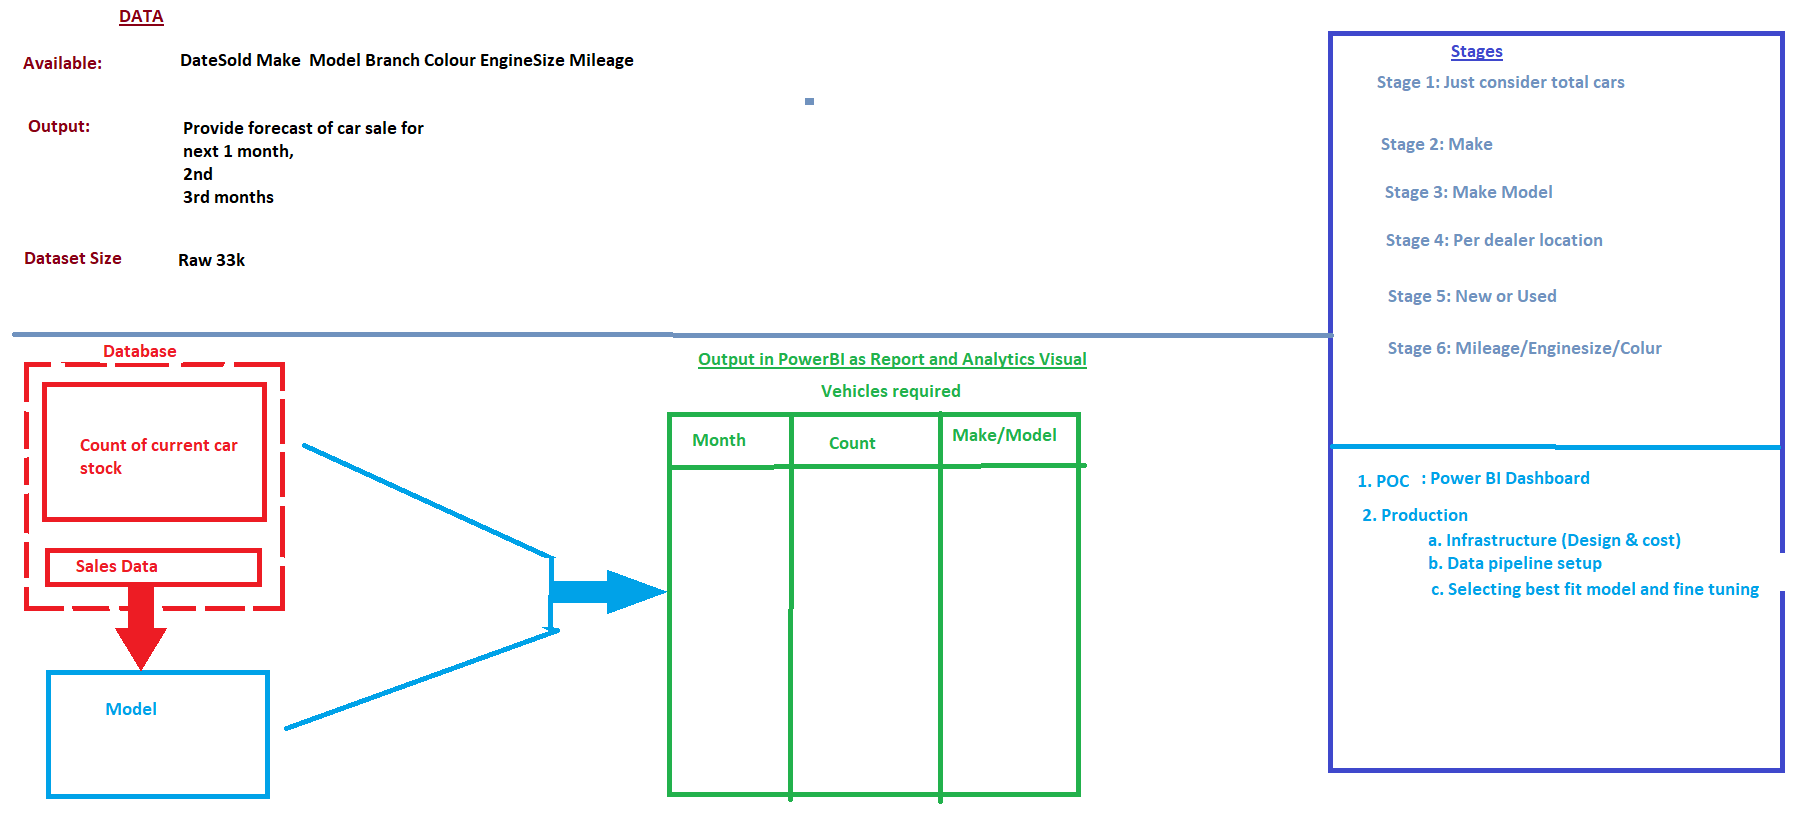 DATA
Available:
DateSold Make  Model Branch Colour EngineSize Mileage
Output:
Provide forecast of car sale for
next 1 month,
2nd
3rd months
Dataset Size
Raw 33k
Stages
Stage 1: Just consider total cars
Stage 2: Make
Stage 3: Make Model
Stage 4: Per dealer location
Stage 5: New or Used
Stage 6: Mileage/Enginesize/Colur
Database
Count of current car
stock
Sales Data
Model
Output in PowerBI as Report and Analytics Visual
Vehicles required
Month
Count
Make/Model
1. POC : Power BI Dashboard
2. Production
a. Infrastructure (Design & cost)
b. Data pipeline setup
c. Selecting best fit model and fine tuning